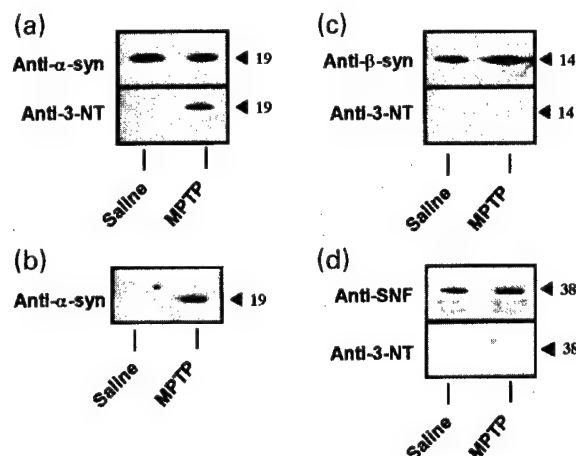 (a)
Anti-α-syn ◄ 19
Anti-3-NT ◄ 19
Saline MPTP
(b)
Anti-α-syn ◄ 19
Saline MPTP
(c)
Anti-β-syn ◄ 14
Anti-3-NT ◄ 14
Saline MPTP
(d)
Anti-SNF ◄ 38
Anti-3-NT ◄ 38
Saline MPTP